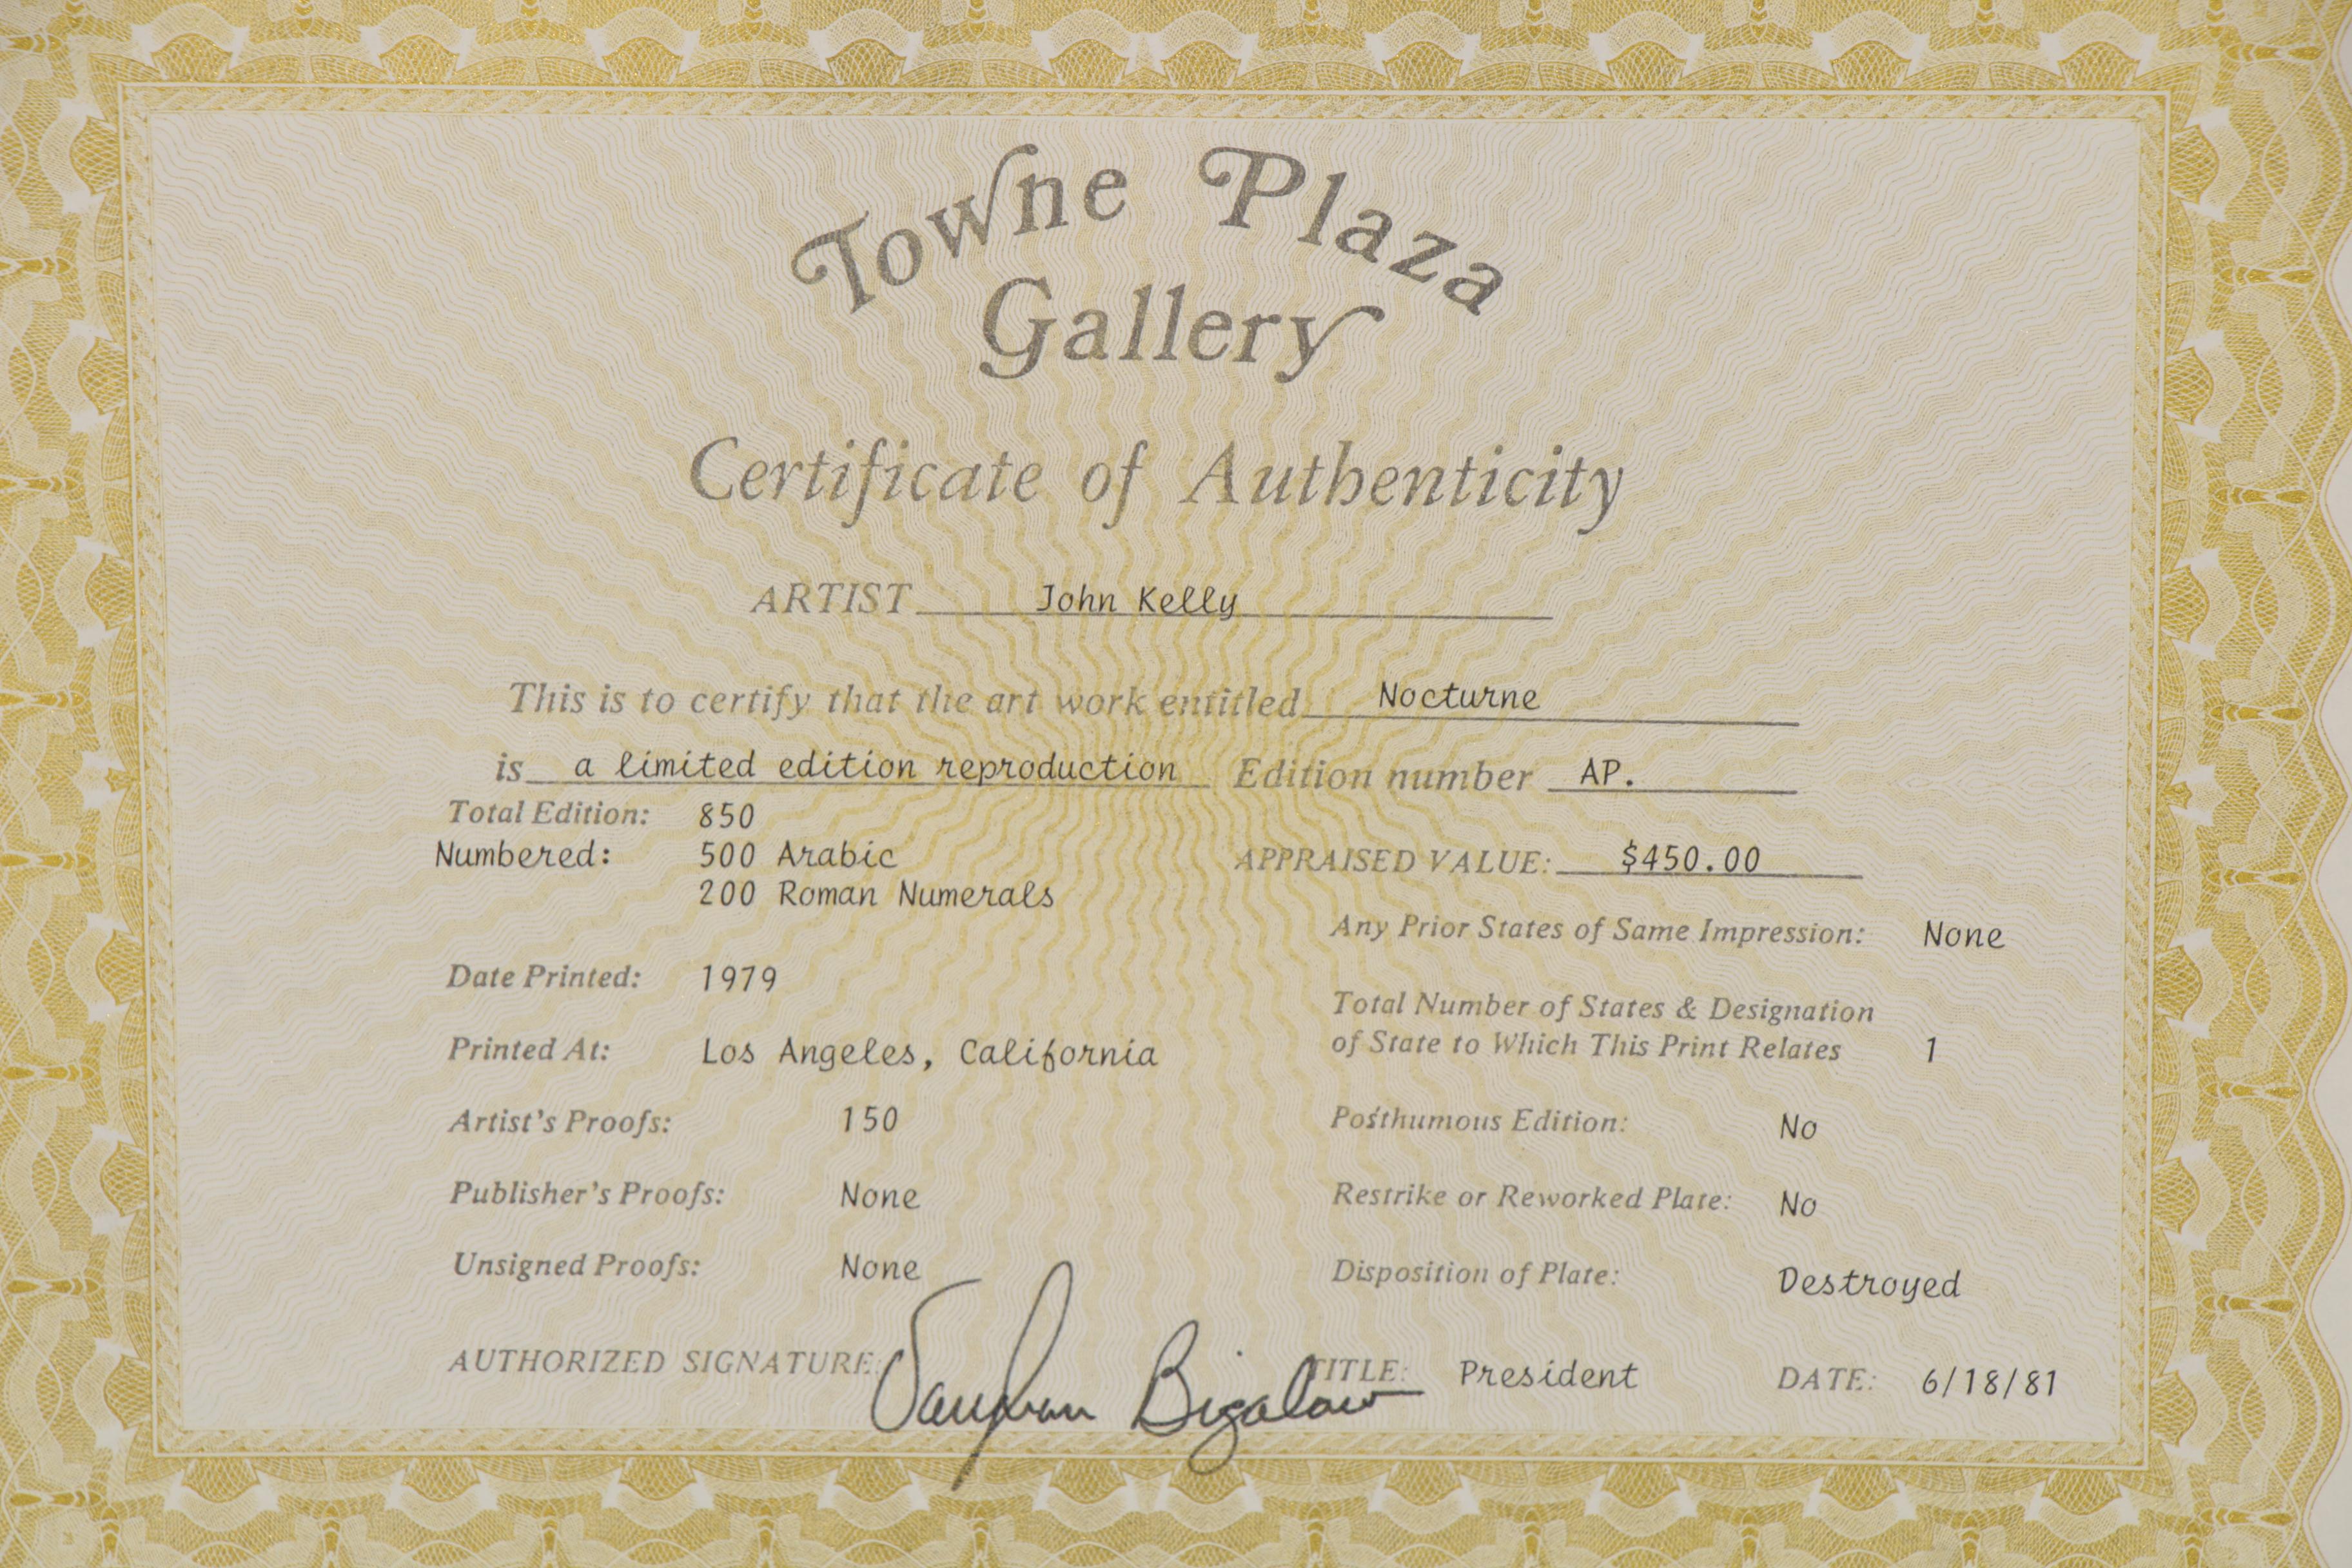 Towne Plaza
Gallery
Certificate of Authenticity
ARTIST John Kelly
This is to certify that the art work entitled Nocturne
is a limited edition reproduction Edition number AP.
Total Edition: 850
Numbered: 500 Arabic
200 Roman Numerals
APPRAISED VALUE: $450.00
Any Prior States of Same Impression: None
Date Printed: 1979
Total Number of States & Designation
of State to Which This Print Relates 1
Printed At: Los Angeles, California
Artist's Proofs: 150
Posthumous Edition: No
Publisher's Proofs: None
Restrike or Reworked Plate: No
Unsigned Proofs: None
Disposition of Plate: Destroyed
AUTHORIZED SIGNATURE: Bigalow TITLE: President DATE: 6/18/81